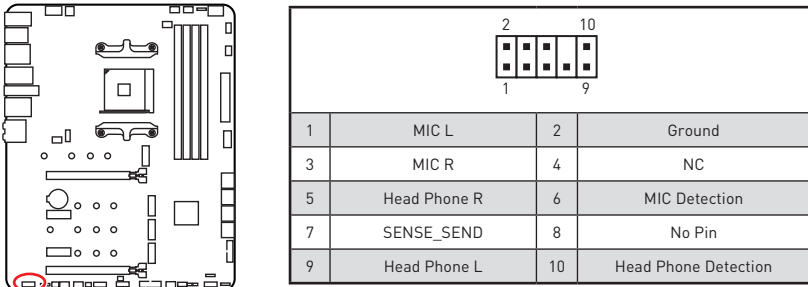 2 10
1 9
1 MIC L 2 Ground
3 MIC R 4 NC
5 Head Phone R 6 MIC Detection
7 SENSE_SEND 8 No Pin
9 Head Phone L 10 Head Phone Detection